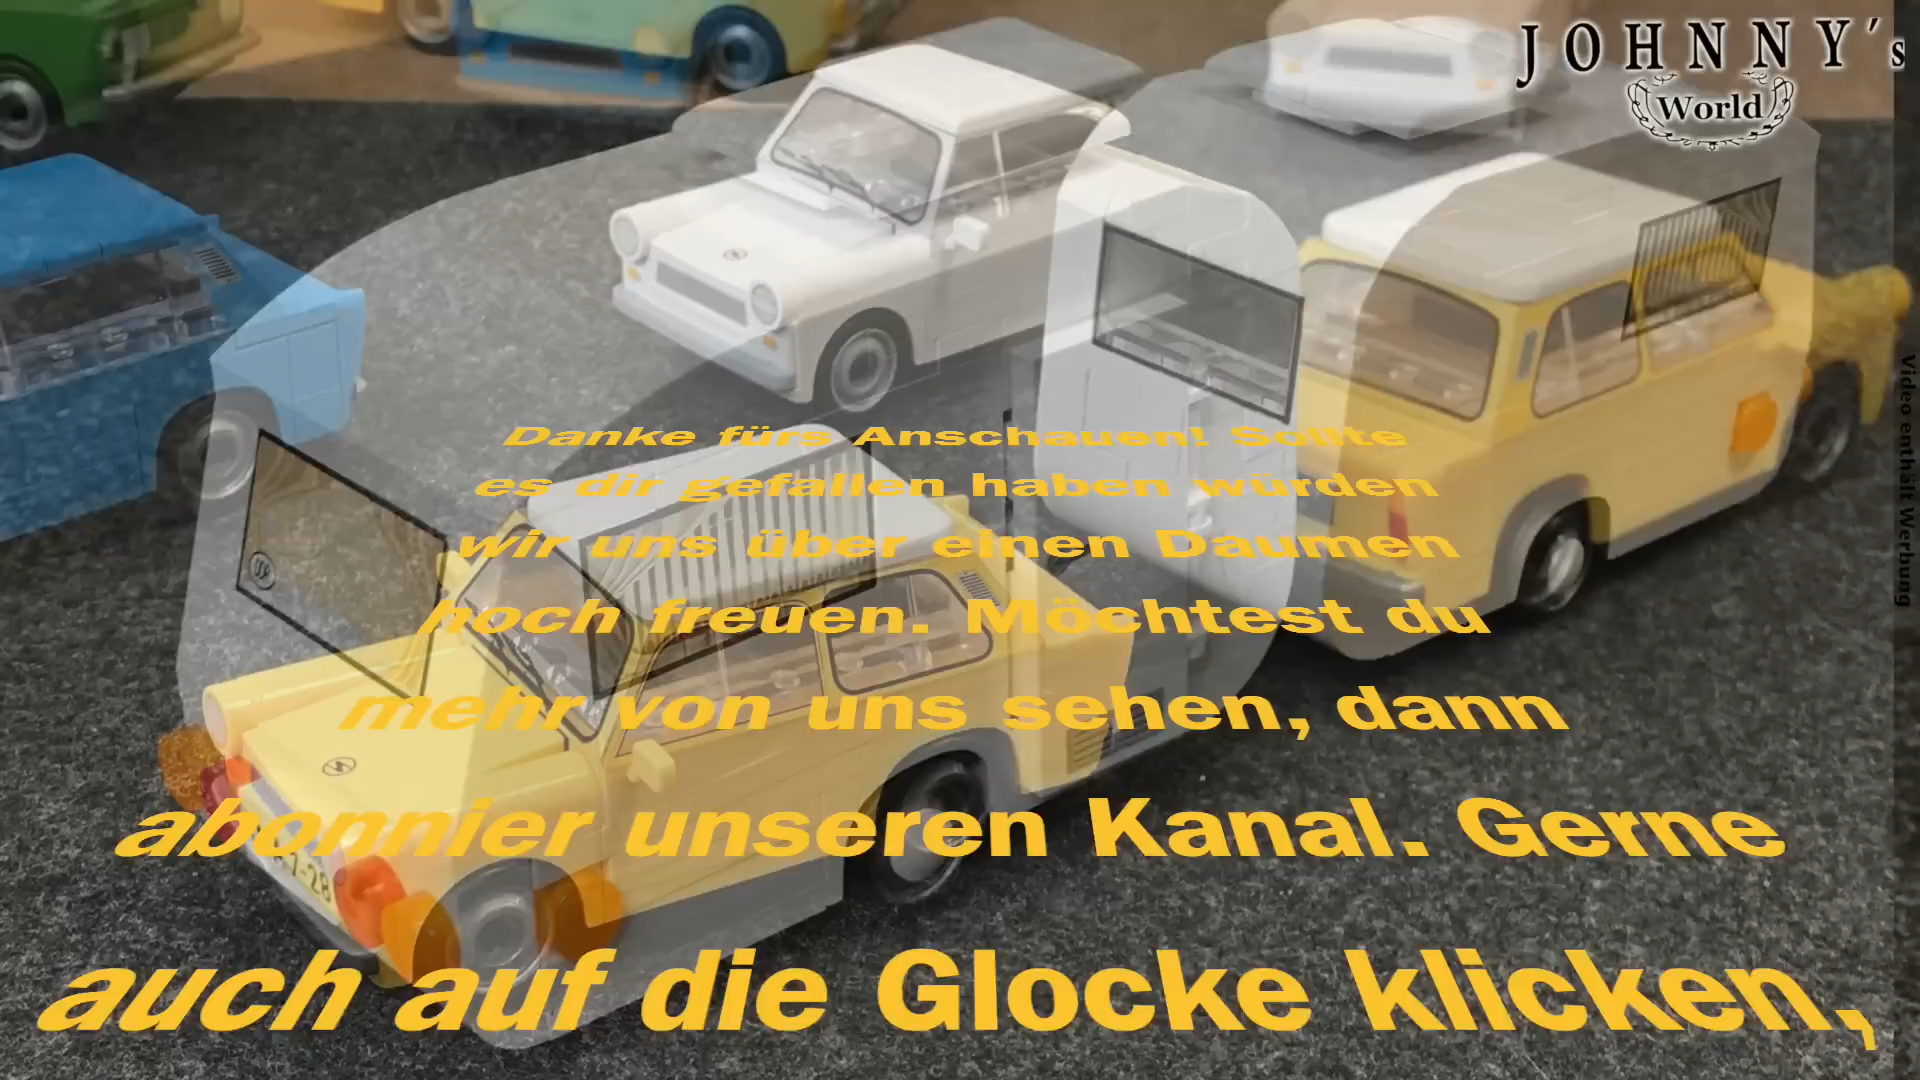 JOHNNY's
World
Video enthält Werbung
Danke fürs Anschauen! Sollte
es dir gefallen haben würden
wir uns über einen Daumen
hoch freuen. Möchtest du
mehr von uns sehen, dann
abonnier unseren Kanal. Gerne
auch auf die Glocke klicken,